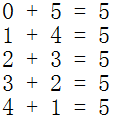 0 + 5 = 5
1 + 4 = 5
2 + 3 = 5
3 + 2 = 5
4 + 1 = 5